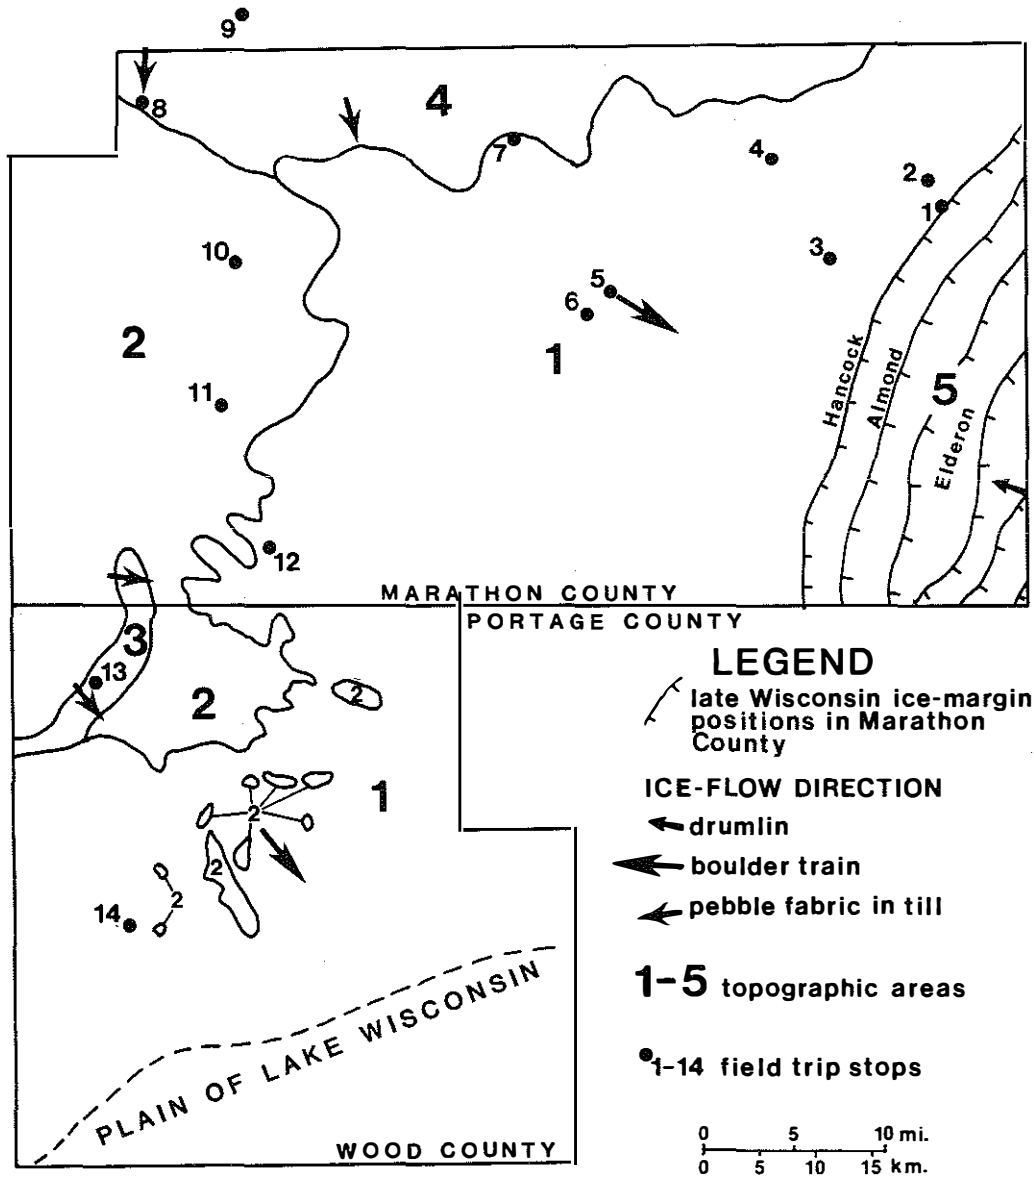 9
8
4
7
4
2
1
10
3
5
6
2
1
11
Hancock
Almond
5
Elderon
12
MARATHON COUNTY
PORTAGE COUNTY
3
13
2
2
1
2
2
2
14
PLAIN OF LAKE WISCONSIN
WOOD COUNTY
LEGEND
late Wisconsin ice-margin
positions in Marathon
County
ICE-FLOW DIRECTION
drumlin
boulder train
pebble fabric in till
1-5 topographic areas
1-14 field trip stops
0 5 10 mi.
0 5 10 15 km.